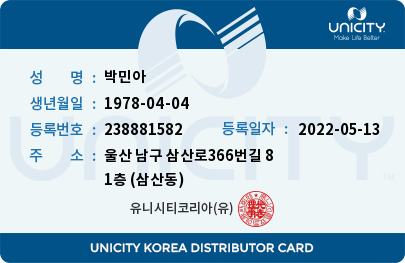 UNICITY
Make Life Better
성 명 : 박민아
생년월일 : 1978-04-04
등록번호 : 238881582 등록일자 : 2022-05-13
주 소 : 울산 남구 삼산로366번길 8
1층 (삼산동)
UNICITY
TM
유니시티코리아(유)
UNICITY KOREA DISTRIBUTOR CARD